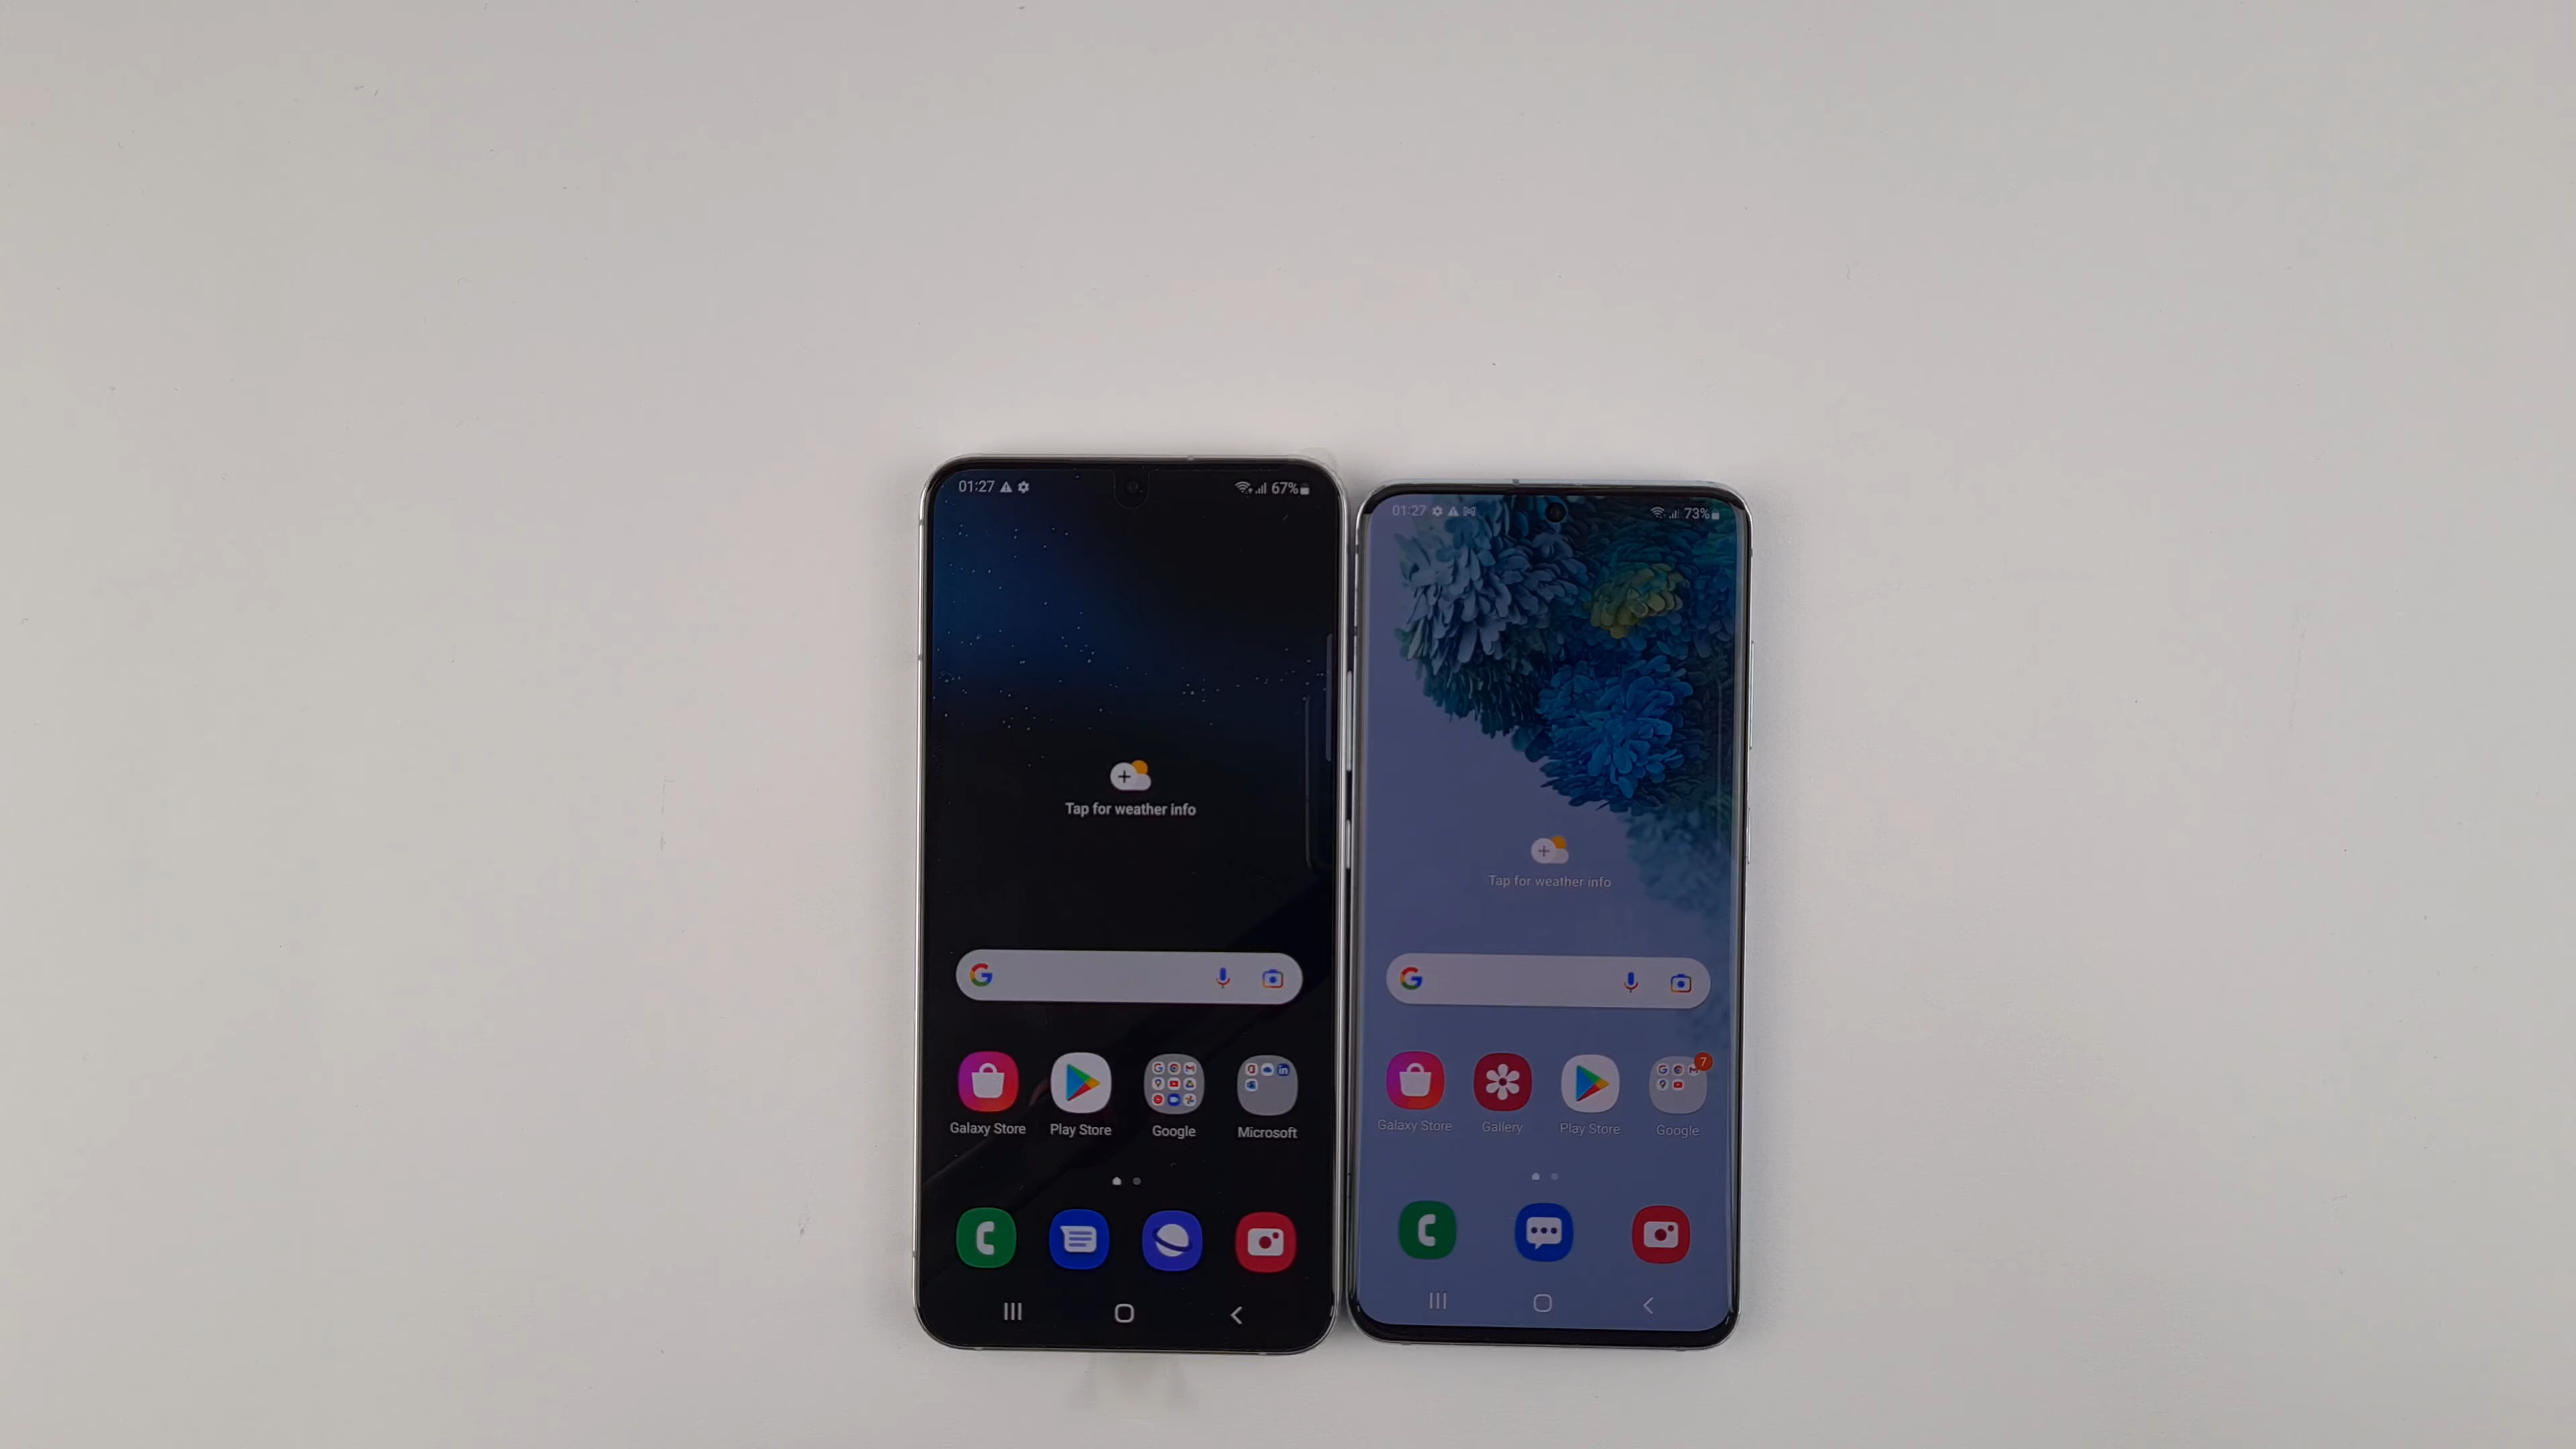 01:27
67%
Tap for weather info
G
Galaxy Store
Play Store
Google
Microsoft
01:27
73%
Tap for weather info
G
7
Galaxy Store
Gallery
Play Store
Google